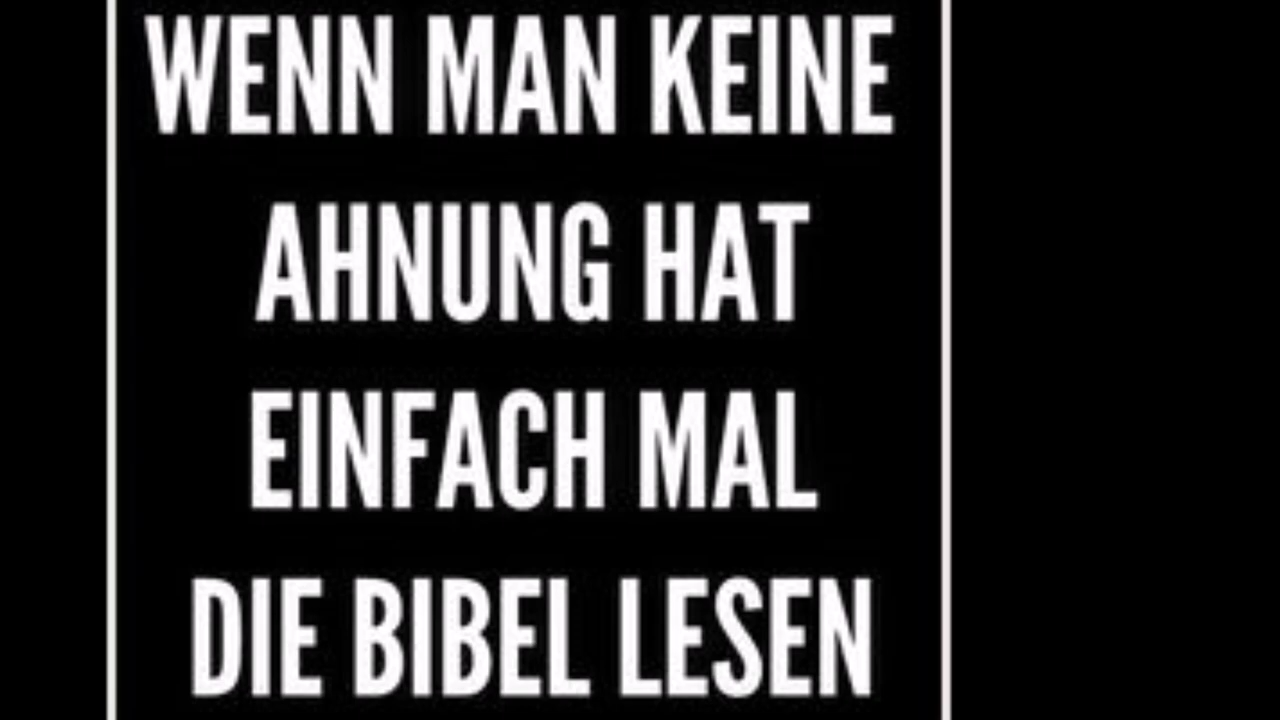 WENN MAN KEINE
AHNUNG HAT
EINFACH MAL
DIE BIBEL LESEN